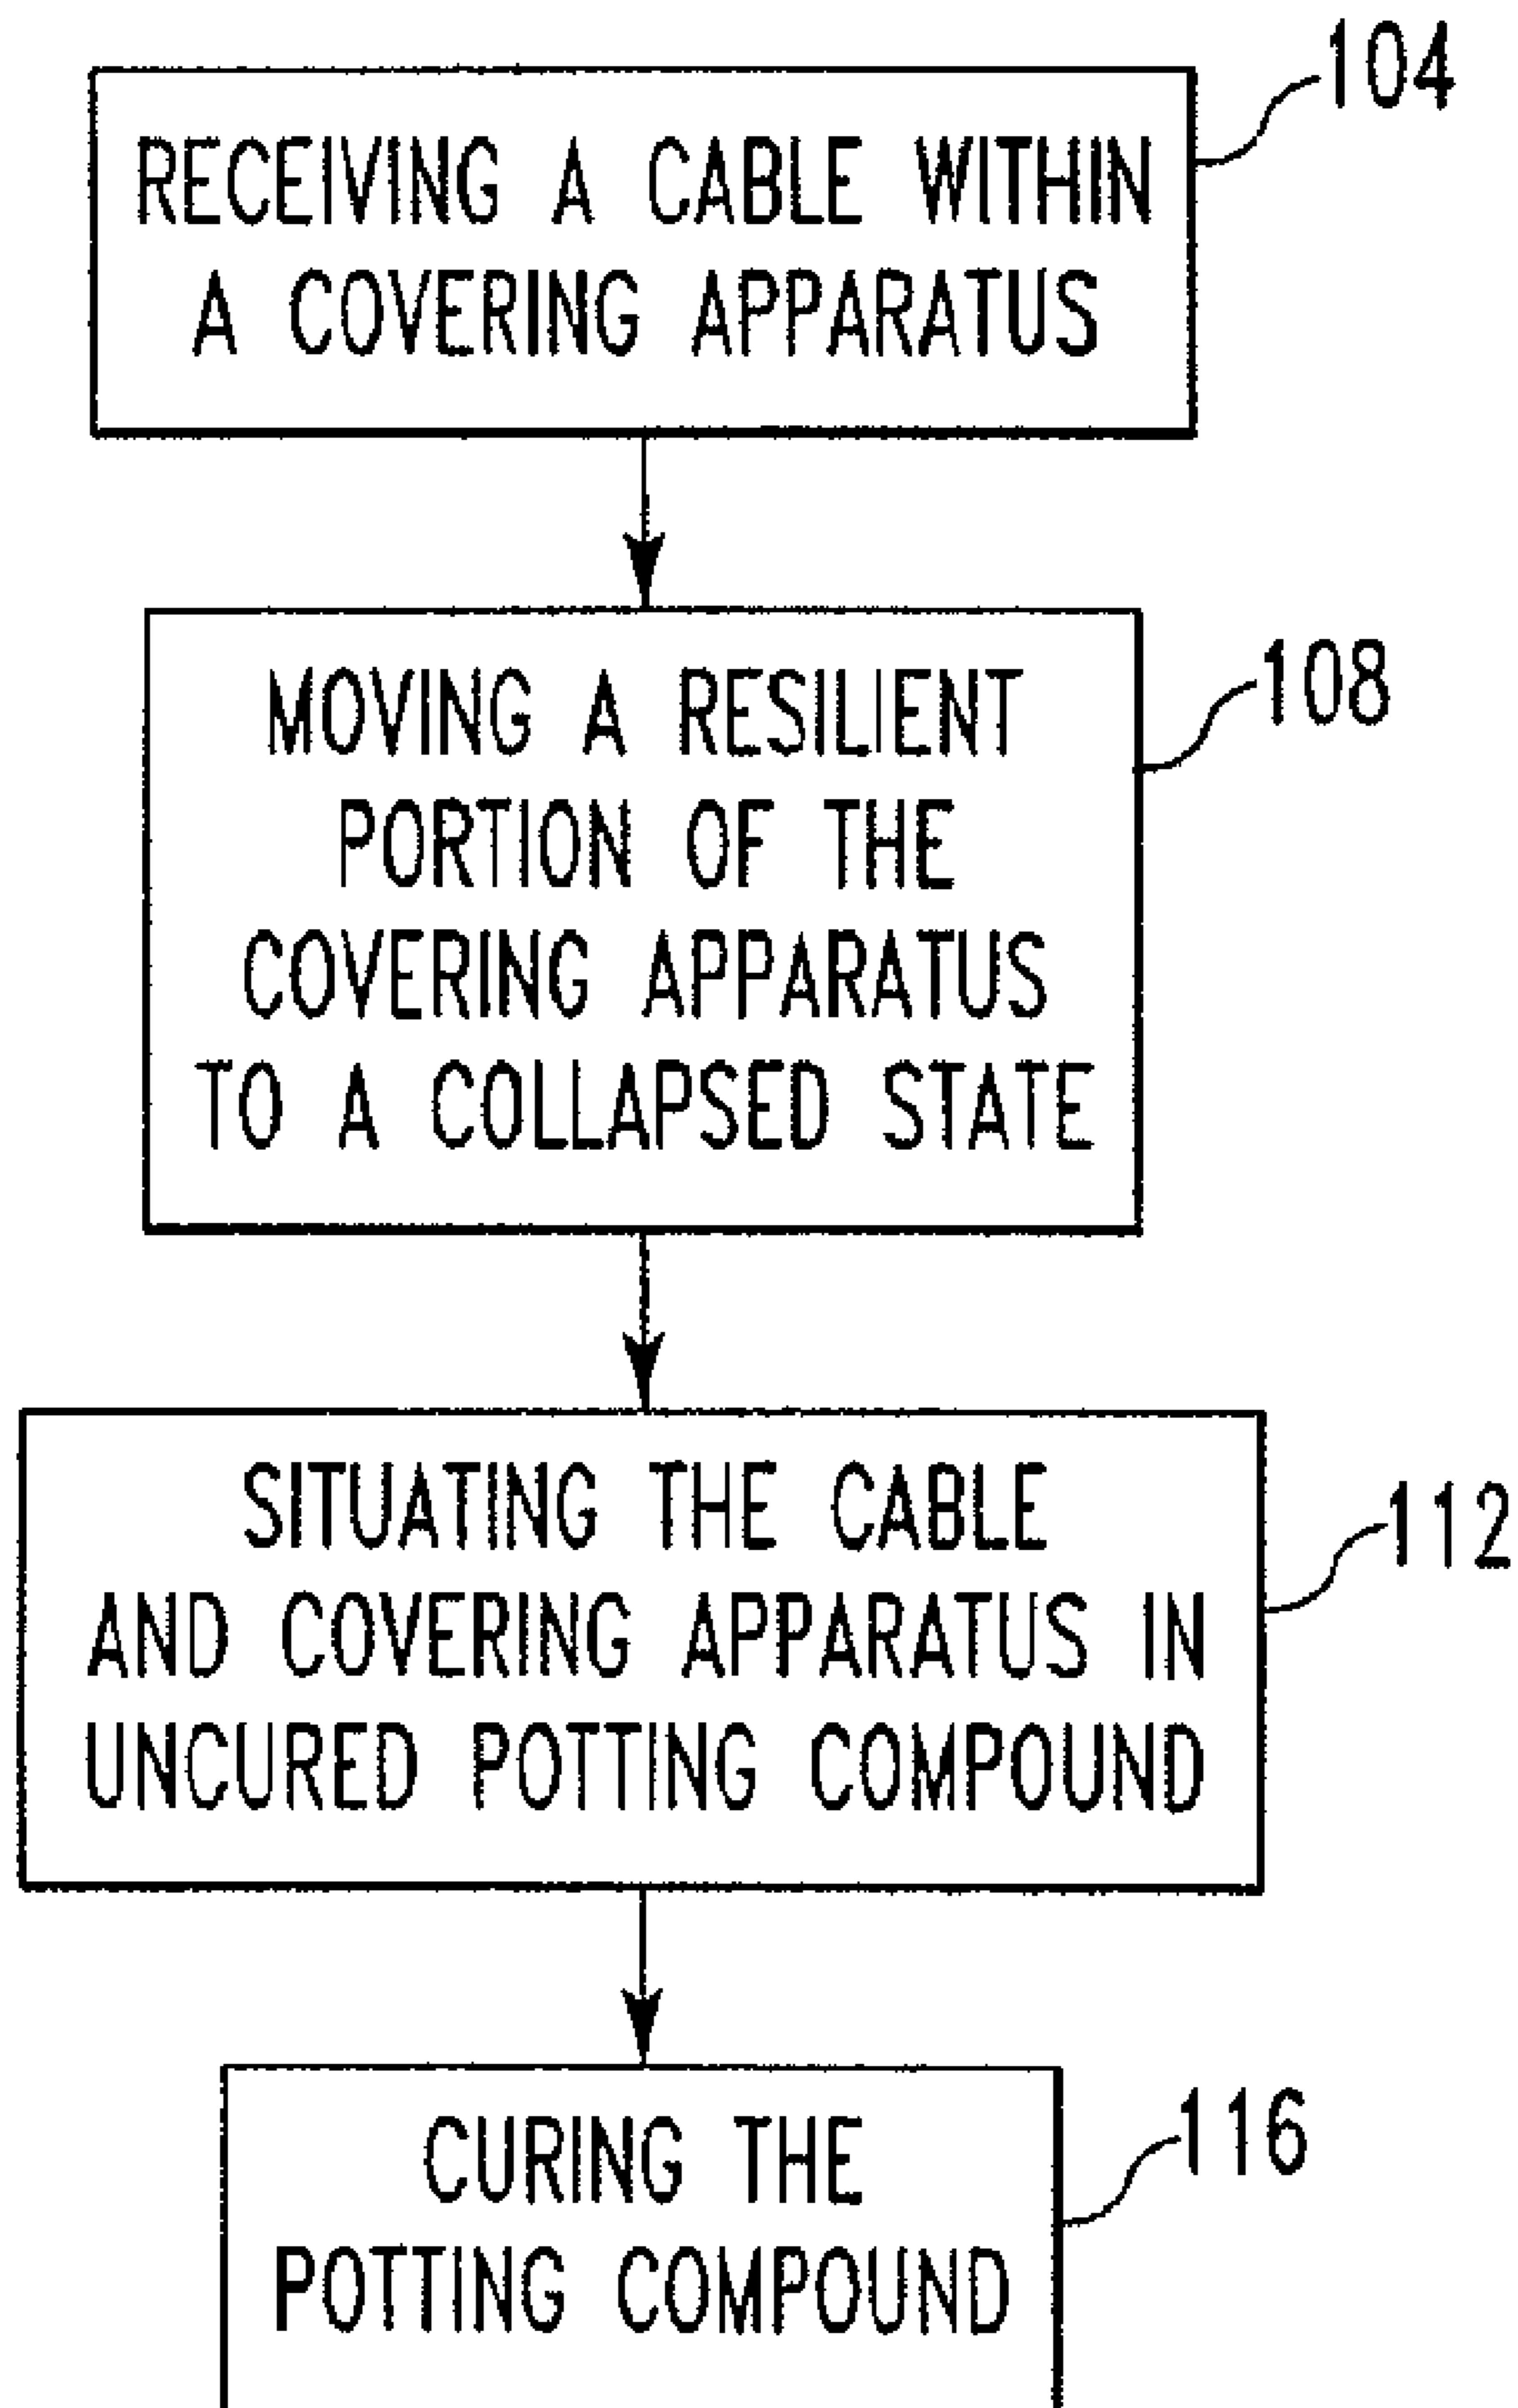 104
RECEIVING A CABLE WITHIN
A COVERING APPARATUS
108
MOVING A RESILIENT
PORTION OF THE
COVERING APPARATUS
TO A COLLAPSED STATE
112
SITUATING THE CABLE
AND COVERING APPARATUS IN
UNCURED POTTING COMPOUND
116
CURING THE
POTTING COMPOUND